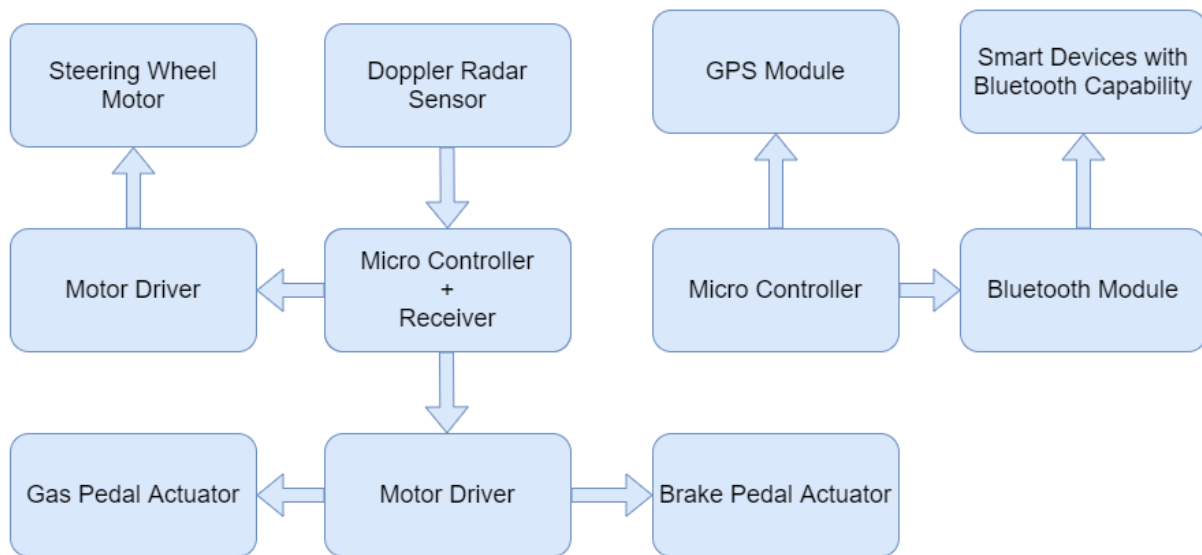 Steering Wheel
Motor
Doppler Radar
Sensor
GPS Module
Smart Devices with
Bluetooth Capability
Motor Driver
Micro Controller
+
Receiver
Micro Controller
Bluetooth Module
Gas Pedal Actuator
Motor Driver
Brake Pedal Actuator